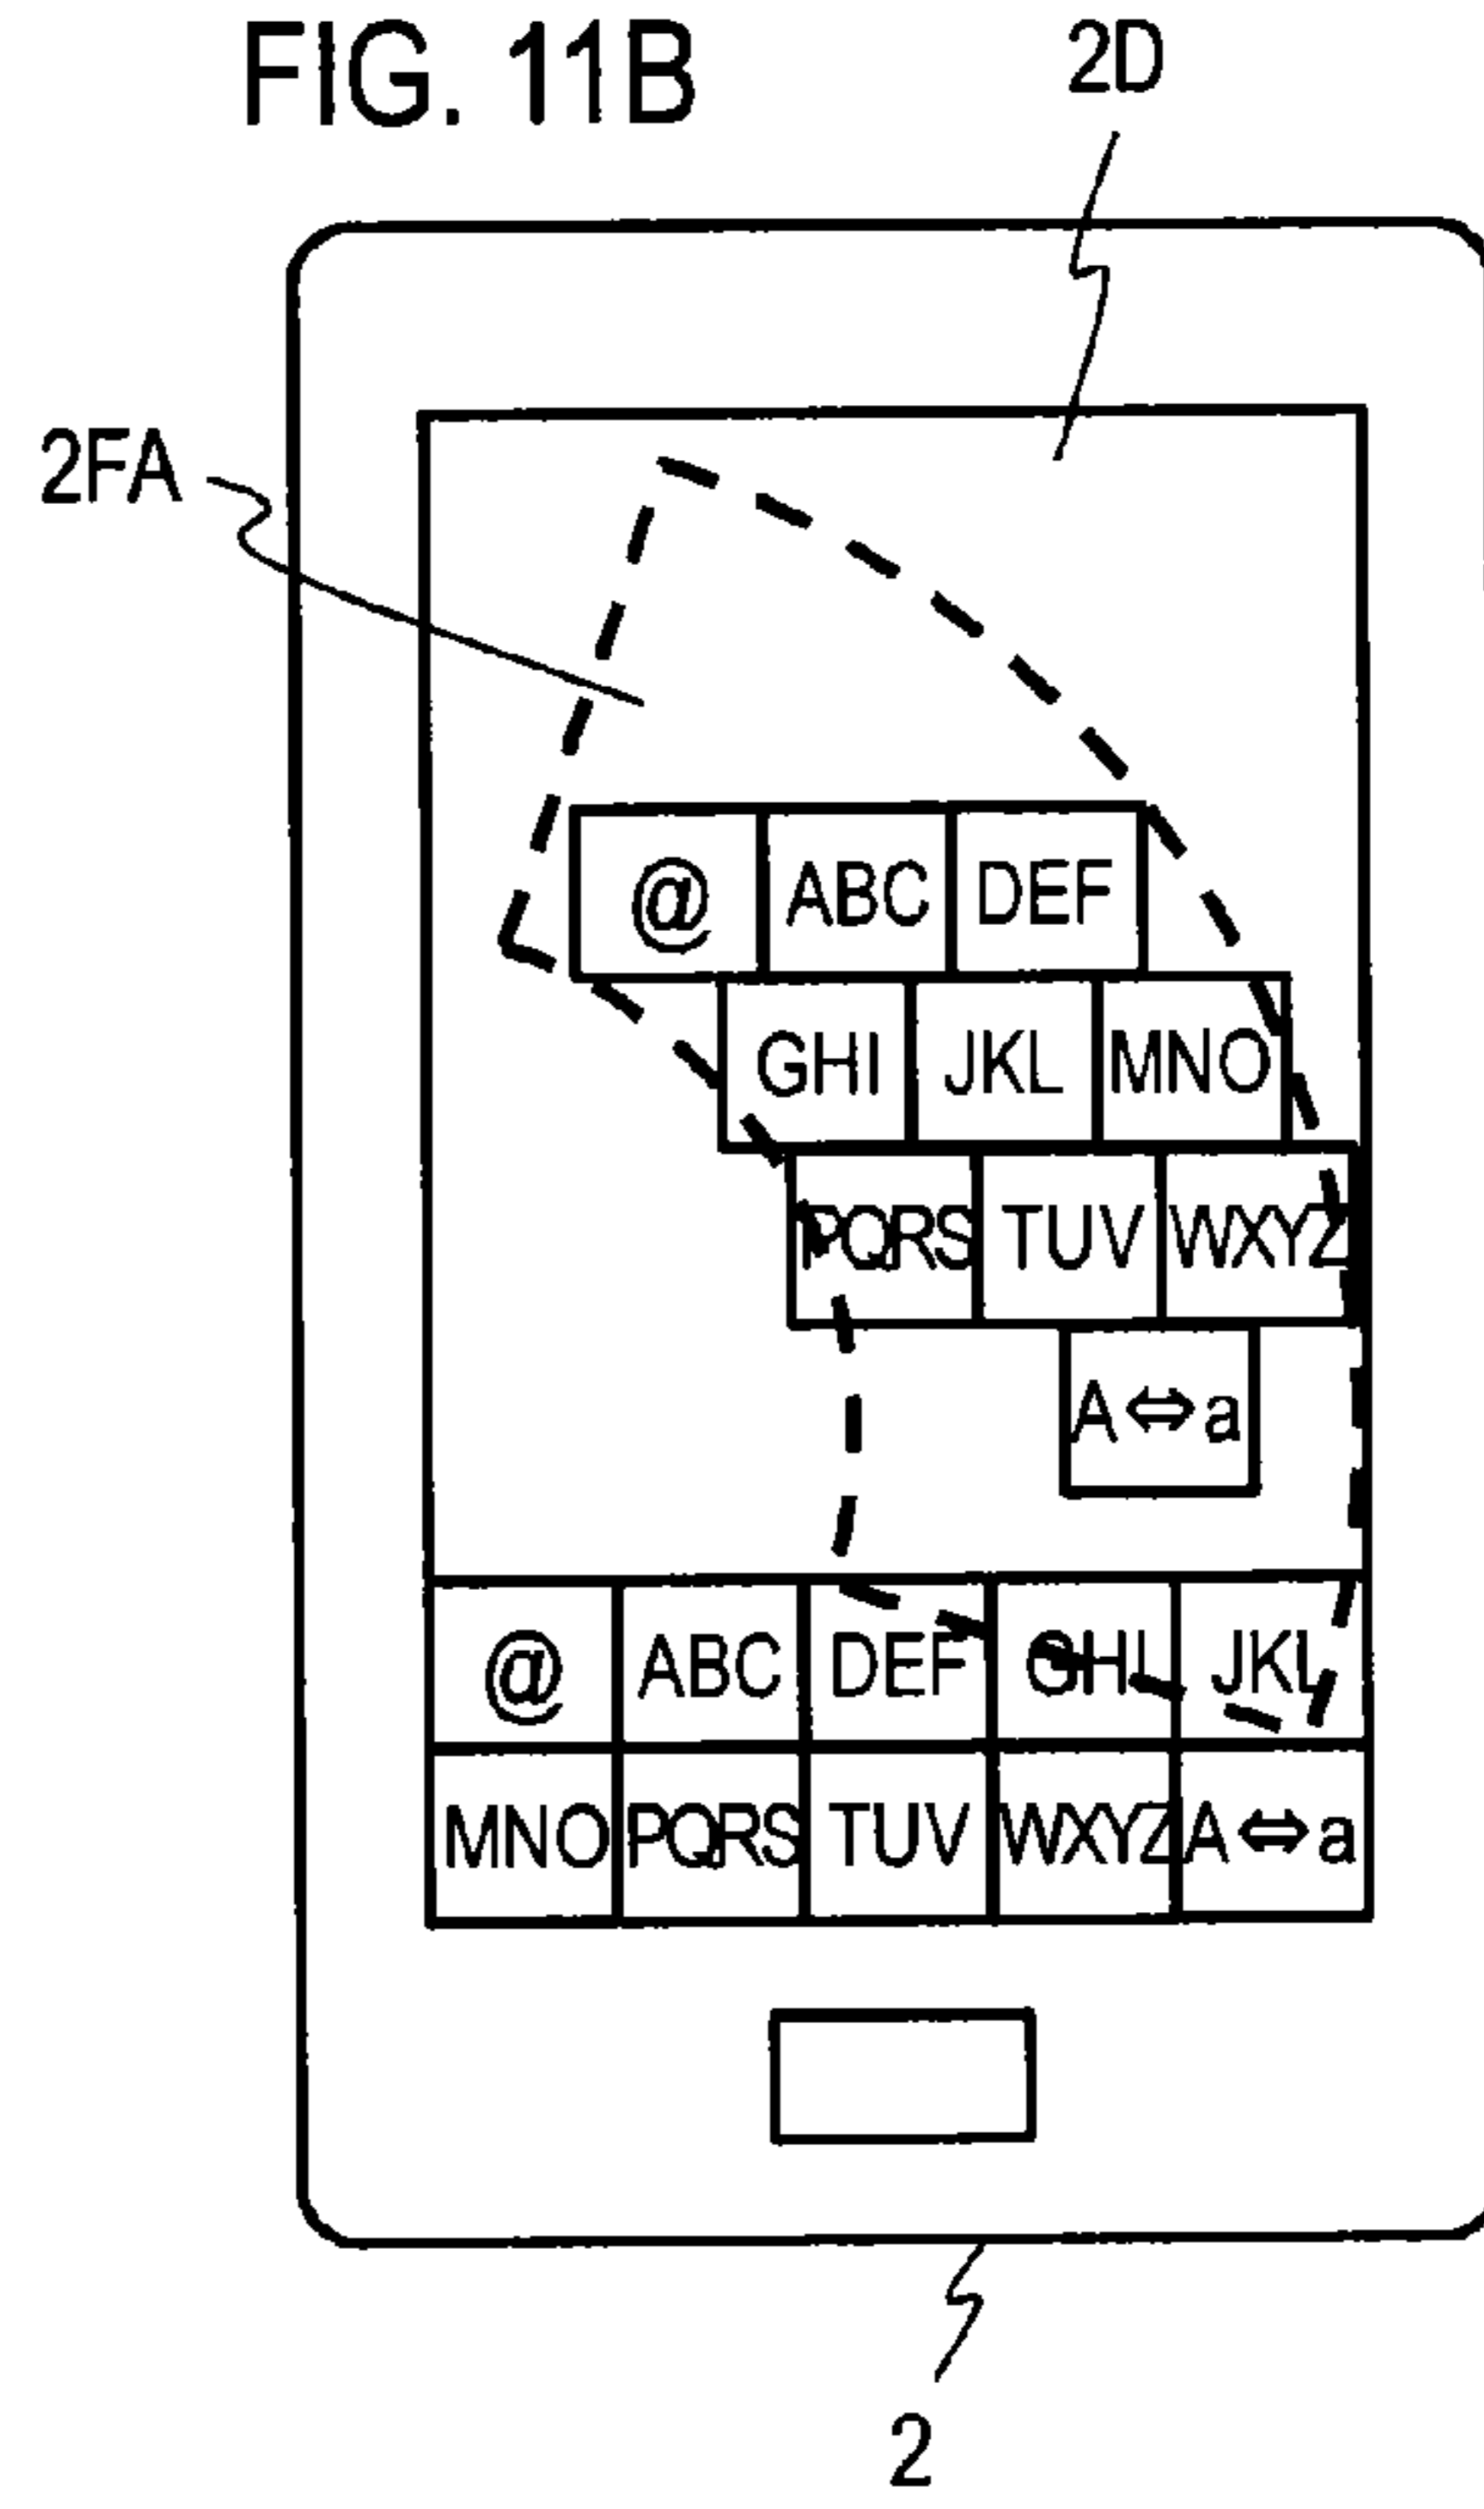 FIG. 11B
2D
2FA
@ ABC DEF
GHI JKL MNO
PQRS TUV WXYZ
A⇔a
@ ABC DEF GHI JKL
MNO PQRS TUV WXYZ A⇔a
2